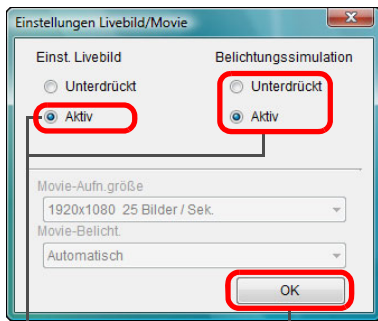 Einstellungen Livebild/Movie
Einst. Livebild
Belichtungssimulation
Unterdrückt
Unterdrückt
Aktiv
Aktiv
Movie-Aufn.größe
1920x1080 25 Bilder / Sek.
Movie-Belicht.
Automatisch
OK